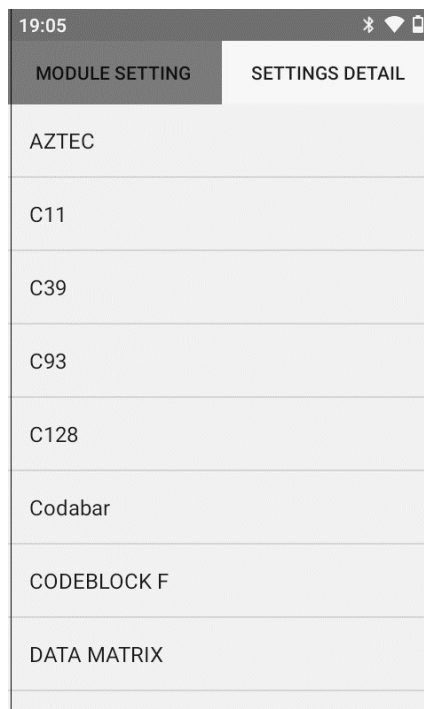 19:05
MODULE SETTING
SETTINGS DETAIL
AZTEC
C11
C39
C93
C128
Codabar
CODEBLOCK F
DATA MATRIX